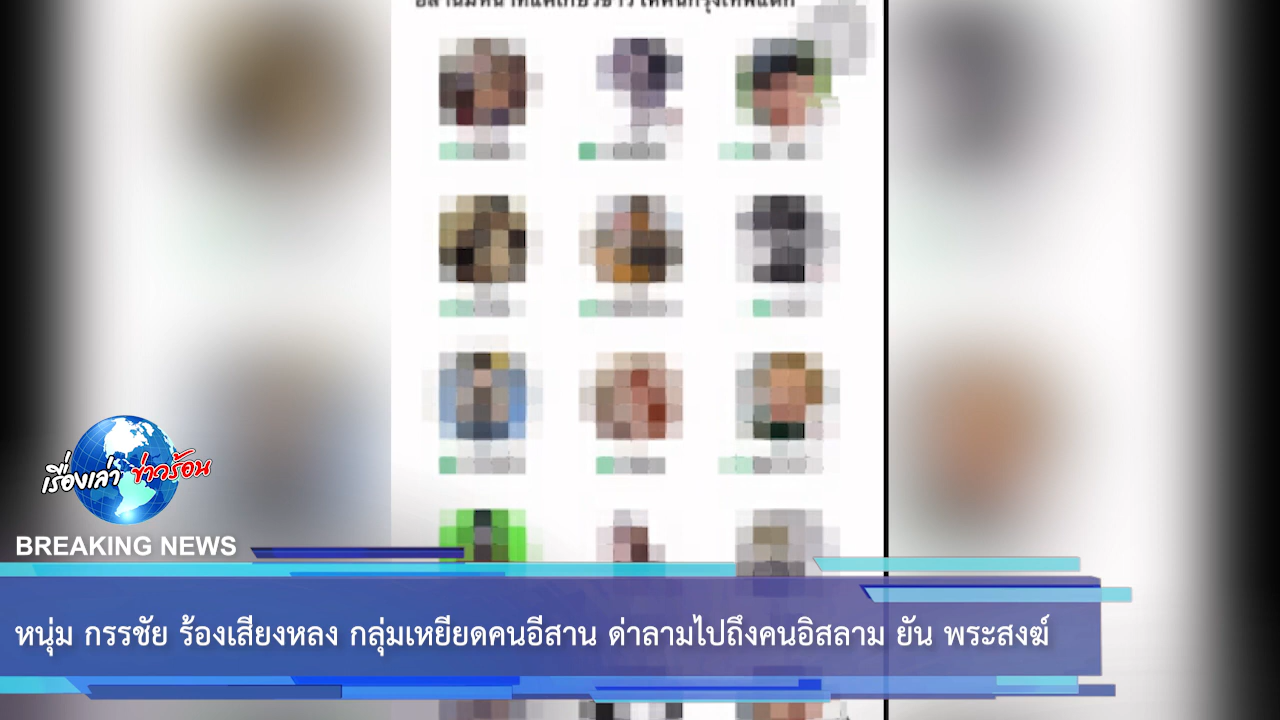 เรื่องเล่า ข่าวร้อน
BREAKING NEWS
หนุ่ม กรรชัย ร้องเสียงหลง กลุ่มเหยียดคนอีสาน ด่าลามไปถึงคนอิสลาม ยัน พระสงฆ์